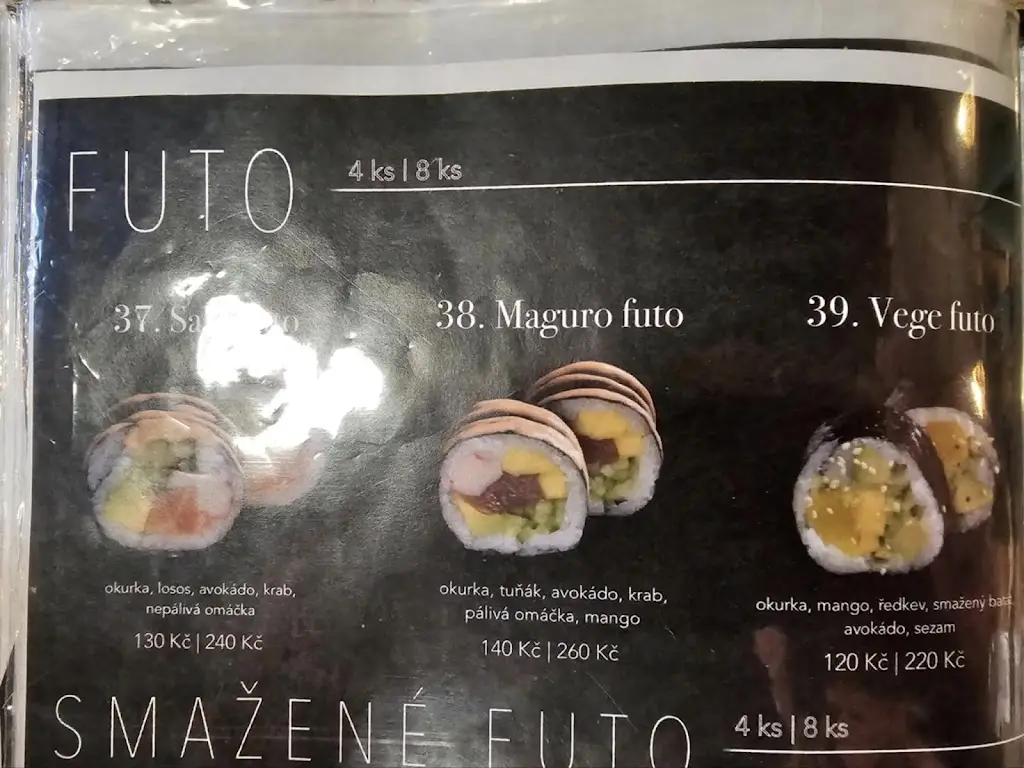 FUTO 4 ks | 8 ks
37.
38. Maguro futo
39. Vege futo
okurka, losos, avokádo, krab,
nepálivá omáčka
130 Kč | 240 Kč
okurka, tuňák, avokádo, krab,
pálivá omáčka, mango
140 Kč | 260 Kč
okurka, mango, ředkev, smažený
avokádo, sezam
120 Kč | 220 Kč
SMAŽENÉ FUTO 4 ks | 8 ks